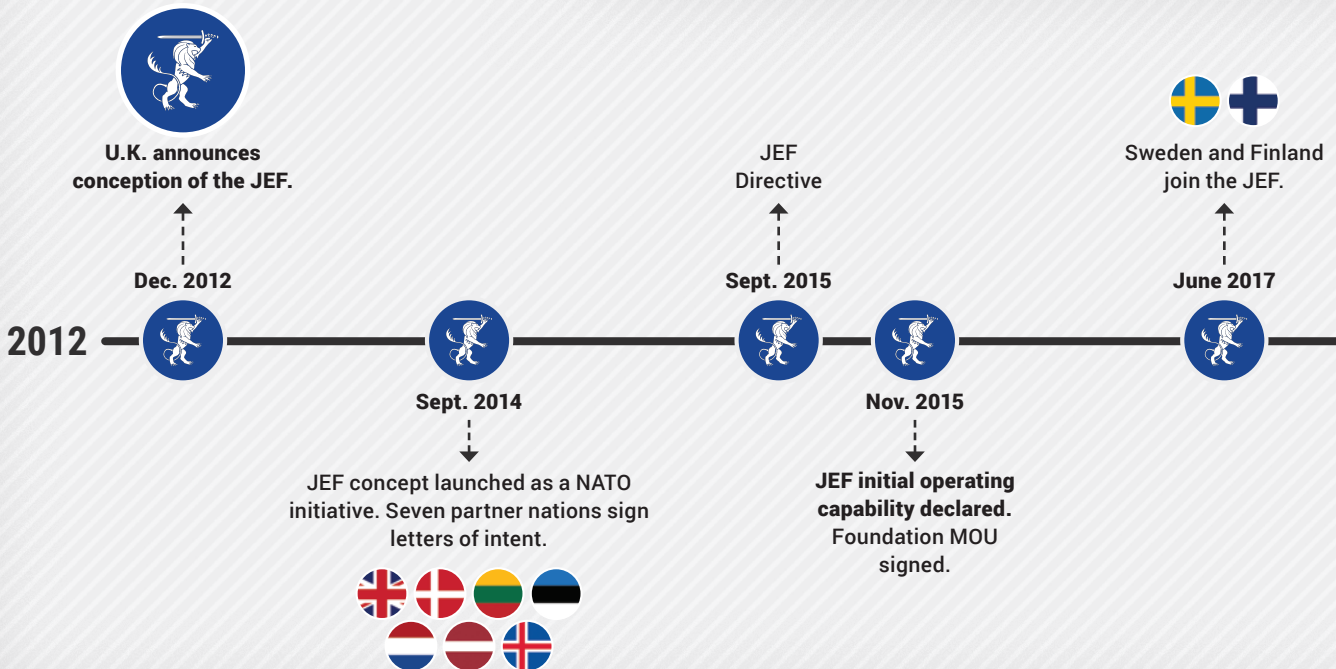 U.K. announces
conception of the JEF.
Dec. 2012
JEF
Directive
Sept. 2015
Sweden and Finland
join the JEF.
June 2017
2012
Sept. 2014
JEF concept launched as a NATO
initiative. Seven partner nations sign
letters of intent.
Nov. 2015
JEF initial operating
capability declared.
Foundation MOU
signed.